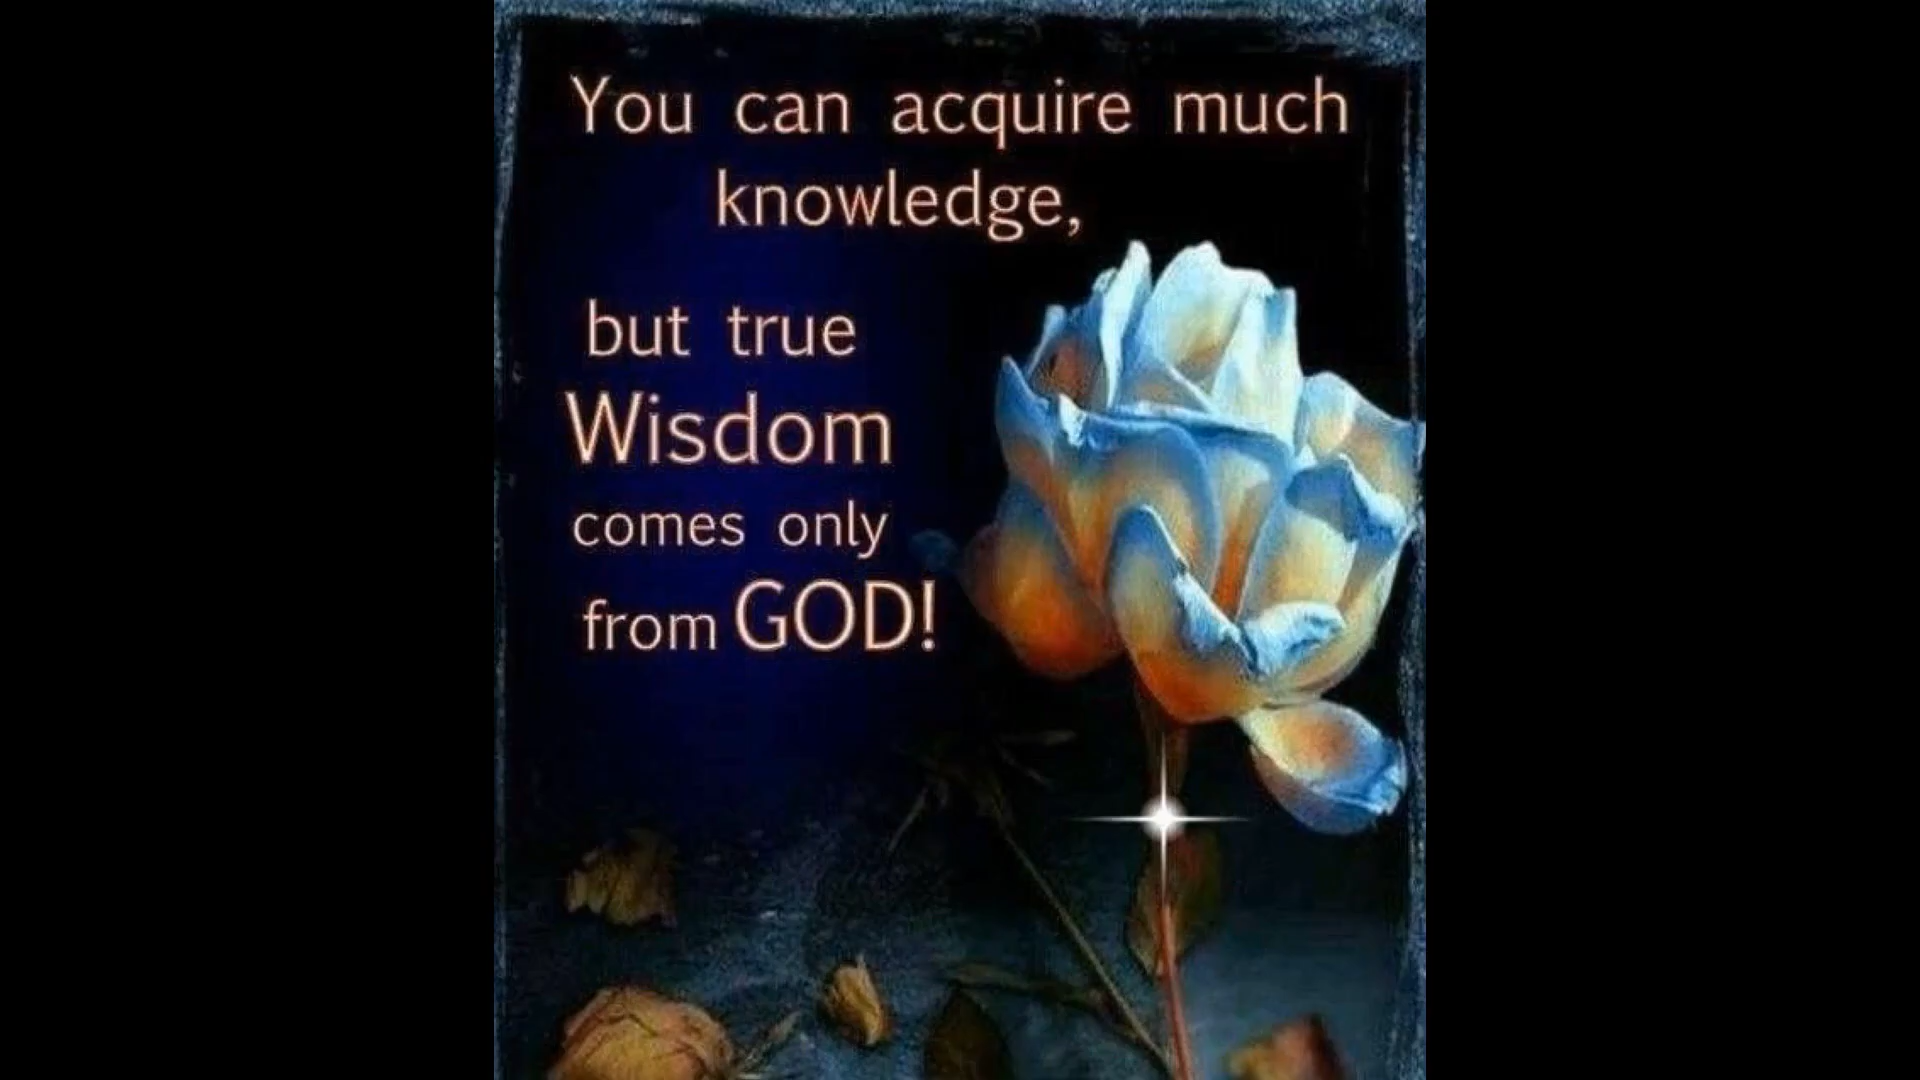 You can acquire much
knowledge,
but true
Wisdom
comes only
from GOD!